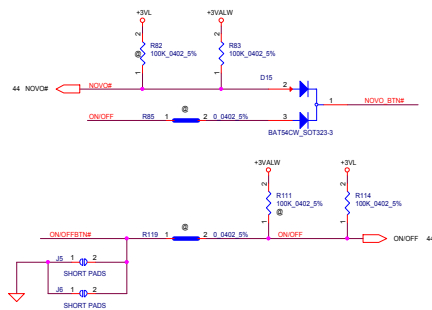 +3VL
+3VALW
2
2
R82
100K_0402_5%
@
R83
100K_0402_5%
1
1
D15
44 NOVO#
NOVO#
2
1
NOVO_BTN#
@
ON/OFF
R85
1
2
0_0402_5%
3
BAT54CW_SOT323-3
+3VALW
+3VL
2
2
R111
100K_0402_5%
@
R114
100K_0402_5%
1
1
@
ON/OFFBTN#
R119
1
2
0_0402_5%
ON/OFF
ON/OFF 44
J5
1
2
SHORT PADS
J6
1
2
SHORT PADS